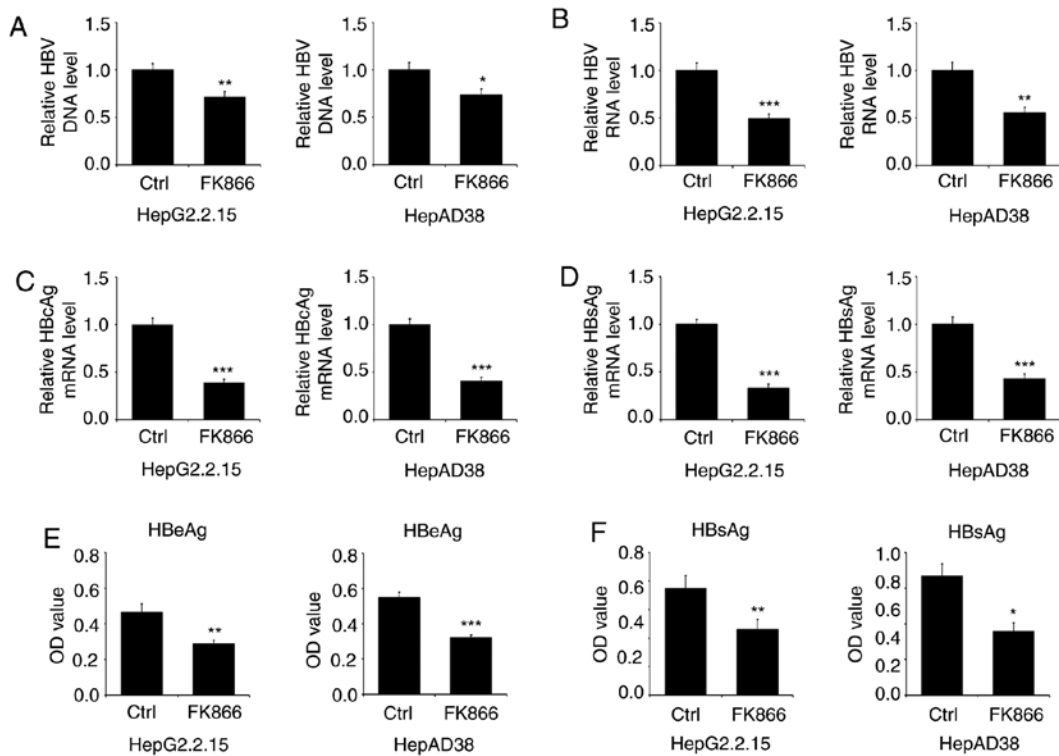 A
Relative HBV
DNA level
1.5
1.0
0.5
0.0
**
Ctrl FK866
HepG2.2.15
Relative HBV
DNA level
1.5
1.0
0.5
0.0
*
Ctrl FK866
HepAD38
B
Relative HBV
RNA level
1.5
1.0
0.5
0.0
***
Ctrl FK866
HepG2.2.15
Relative HBV
RNA level
1.5
1.0
0.5
0.0
**
Ctrl FK866
HepAD38
C
Relative HBcAg
mRNA level
1.5
1.0
0.5
0.0
***
Ctrl FK866
HepG2.2.15
Relative HBcAg
mRNA level
1.5
1.0
0.5
0.0
***
Ctrl FK866
HepAD38
D
Relative HBsAg
mRNA level
1.5
1.0
0.5
0.0
***
Ctrl FK866
HepG2.2.15
Relative HBsAg
mRNA level
1.5
1.0
0.5
0.0
***
Ctrl FK866
HepAD38
E
HBeAg
OD value
0.8
0.6
0.4
0.2
0.0
**
Ctrl FK866
HepG2.2.15
HBeAg
OD value
0.8
0.6
0.4
0.2
0.0
***
Ctrl FK866
HepAD38
F
HBsAg
OD value
0.8
0.6
0.4
0.2
0.0
**
Ctrl FK866
HepG2.2.15
HBsAg
OD value
1.0
0.8
0.6
0.4
0.2
0.0
*
Ctrl FK866
HepAD38